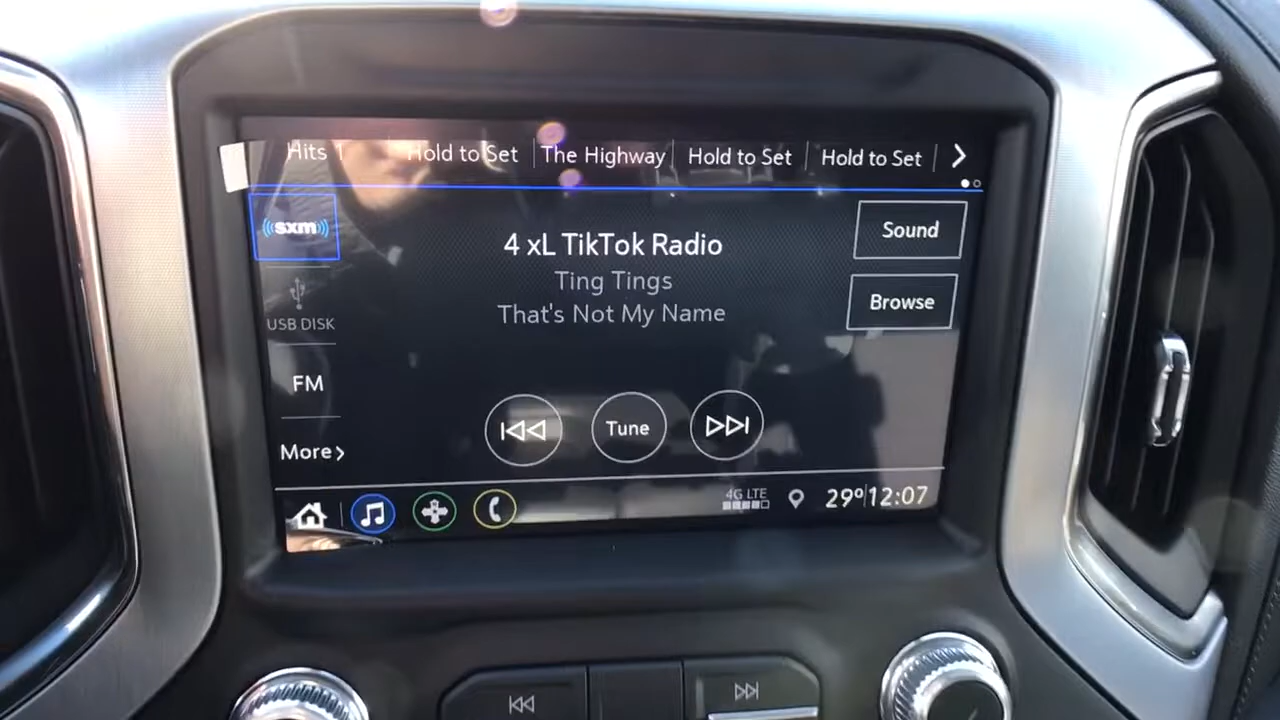 Hits 1 Hold to Set The Highway Hold to Set Hold to Set
sxm
4 xL TikTok Radio
Sound
Ting Tings
That's Not My Name
Browse
USB DISK
FM
Tune
More
4G LTE
29° 12:07